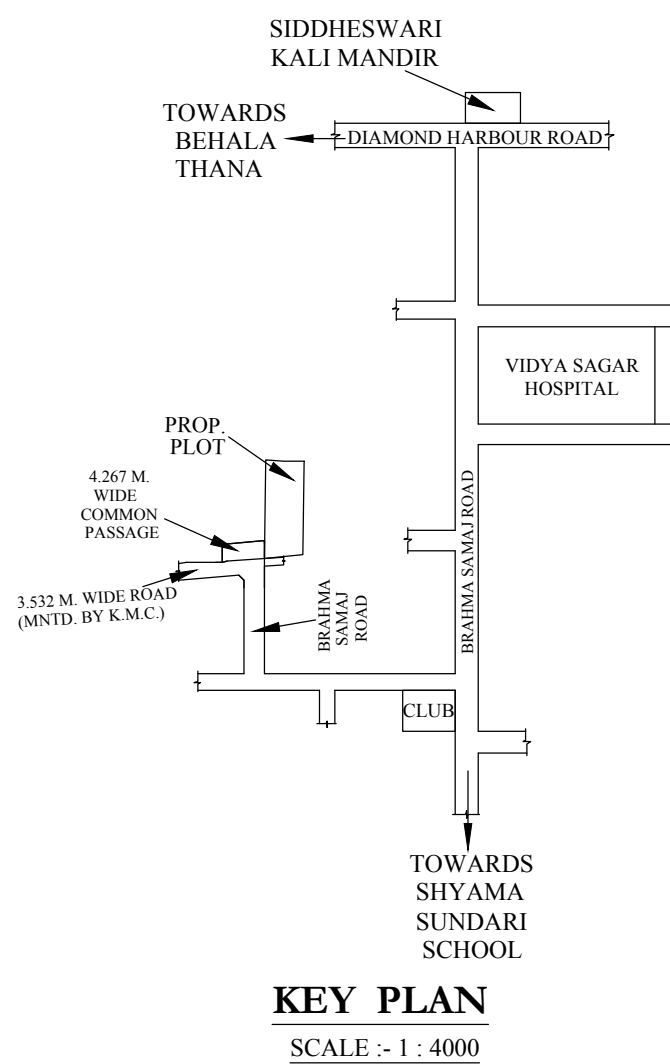 SIDDHESWARI
KALI MANDIR
TOWARDS
BEHALA
THANA
DIAMOND HARBOUR ROAD
VIDYA SAGAR
HOSPITAL
PROP.
PLOT
4.267 M.
WIDE
COMMON
PASSAGE
3.532 M. WIDE ROAD
(MNTD. BY K.M.C.)
BRAHMA
SAMAJ
ROAD
BRAHMA SAMAJ ROAD
CLUB
TOWARDS
SHYAMA
SUNDARI
SCHOOL
KEY PLAN
SCALE :- 1 : 4000